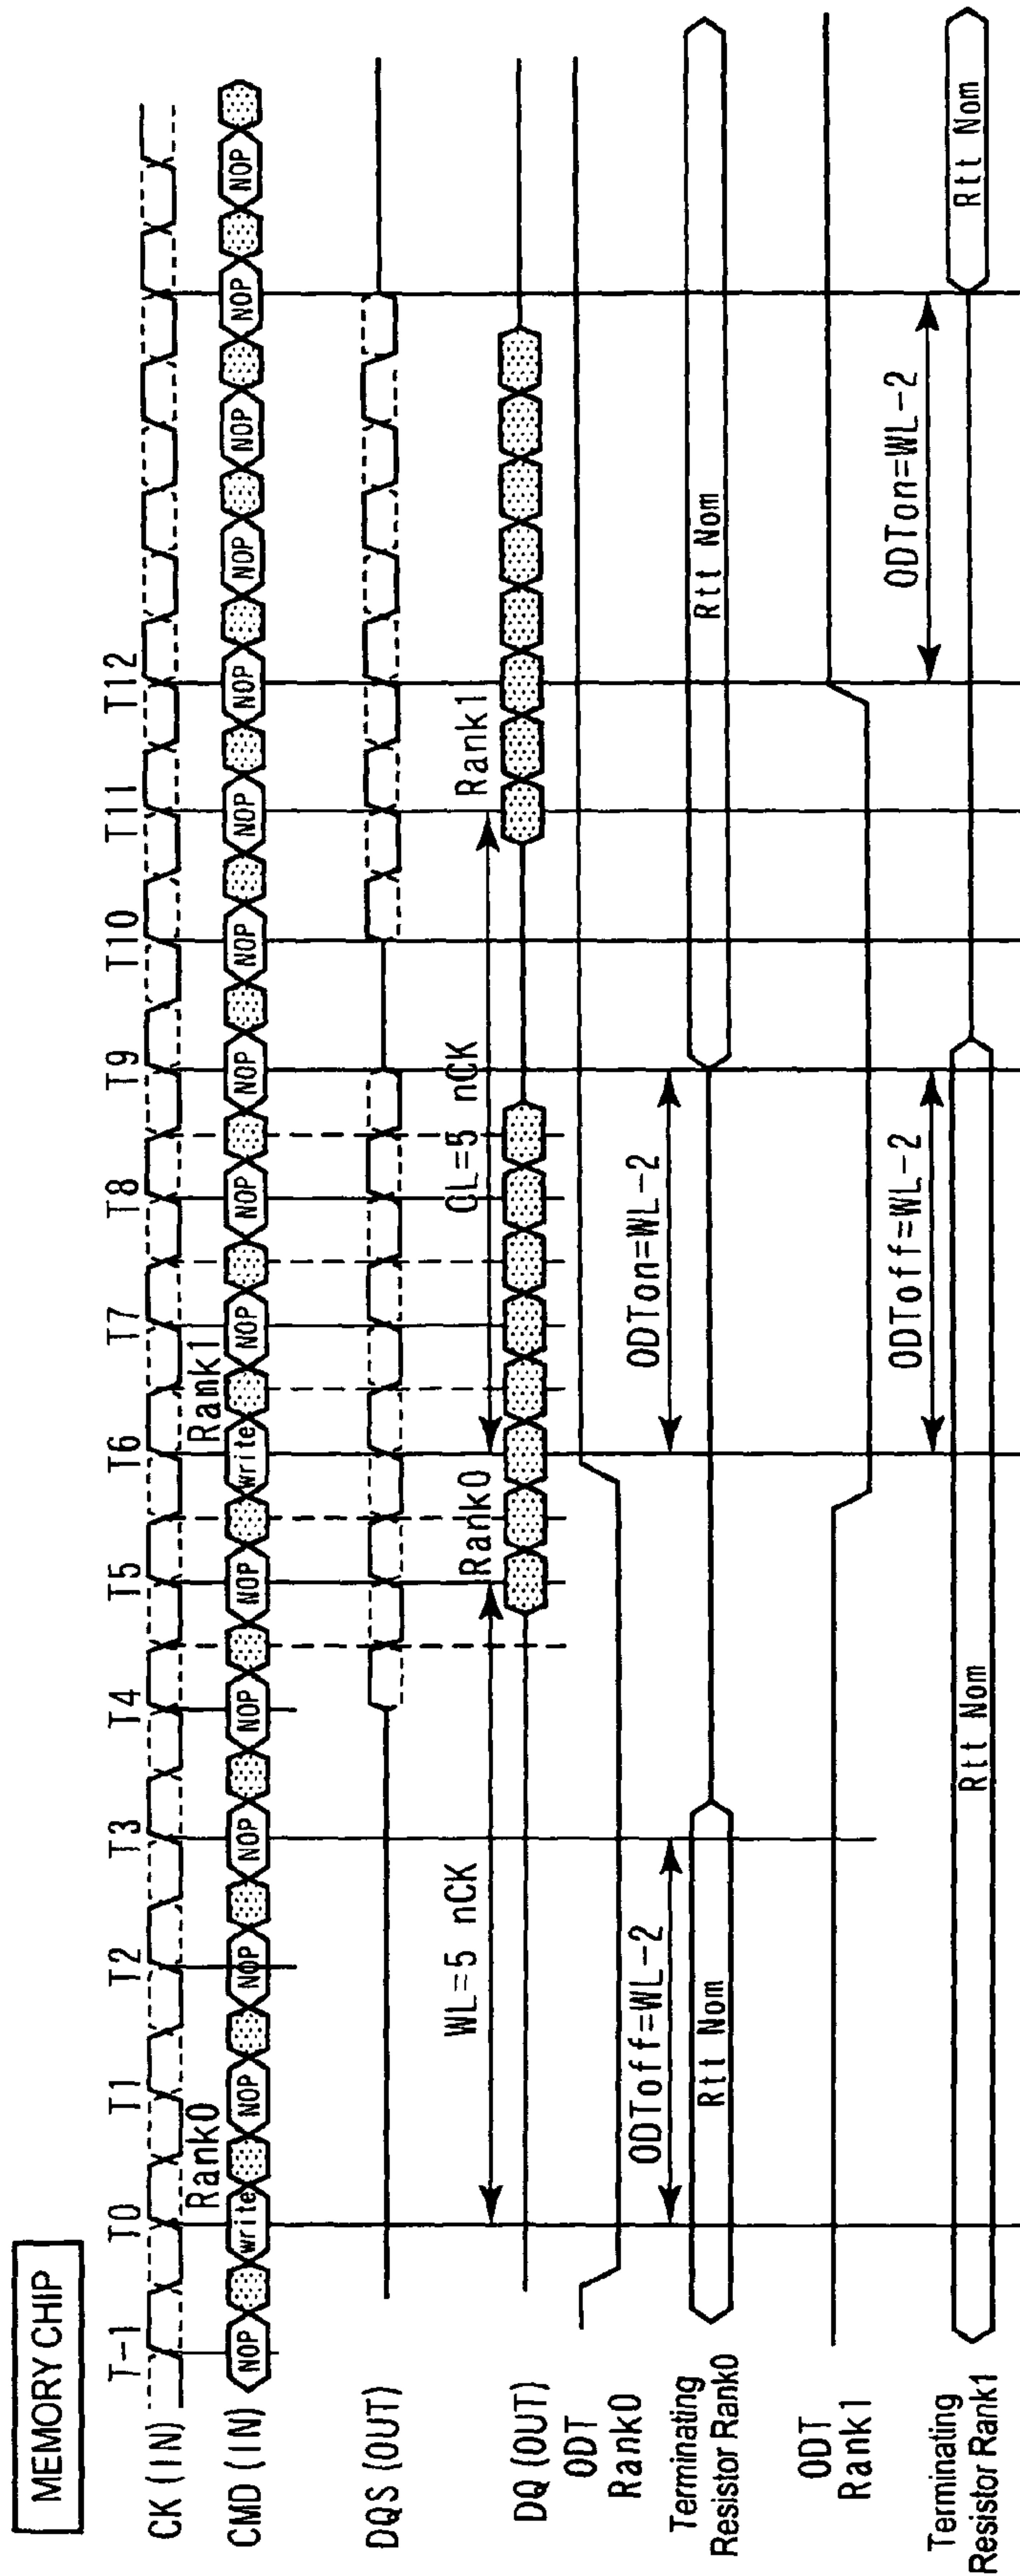 MEMORY CHIP
T-1 T0 T1 T2 T3 T4 T5 T6 T7 T8 T9 T10 T11 T12
CK (IN)
Rank0 Rank1
CMD (IN) NOP Write NOP NOP NOP NOP NOP Write NOP NOP NOP NOP NOP NOP NOP NOP NOP NOP
DQS (OUT)
WL=5 nCK CL=5 nCK
Rank0 Rank1
DQ (OUT)
ODT
Rank0
ODToff=WL-2 ODTon=WL-2
Terminating
Resistor Rank0
Rtt Nom Rtt Nom
ODT
Rank1
ODToff=WL-2 ODTon=WL-2
Terminating
Resistor Rank1
Rtt Nom Rtt Nom